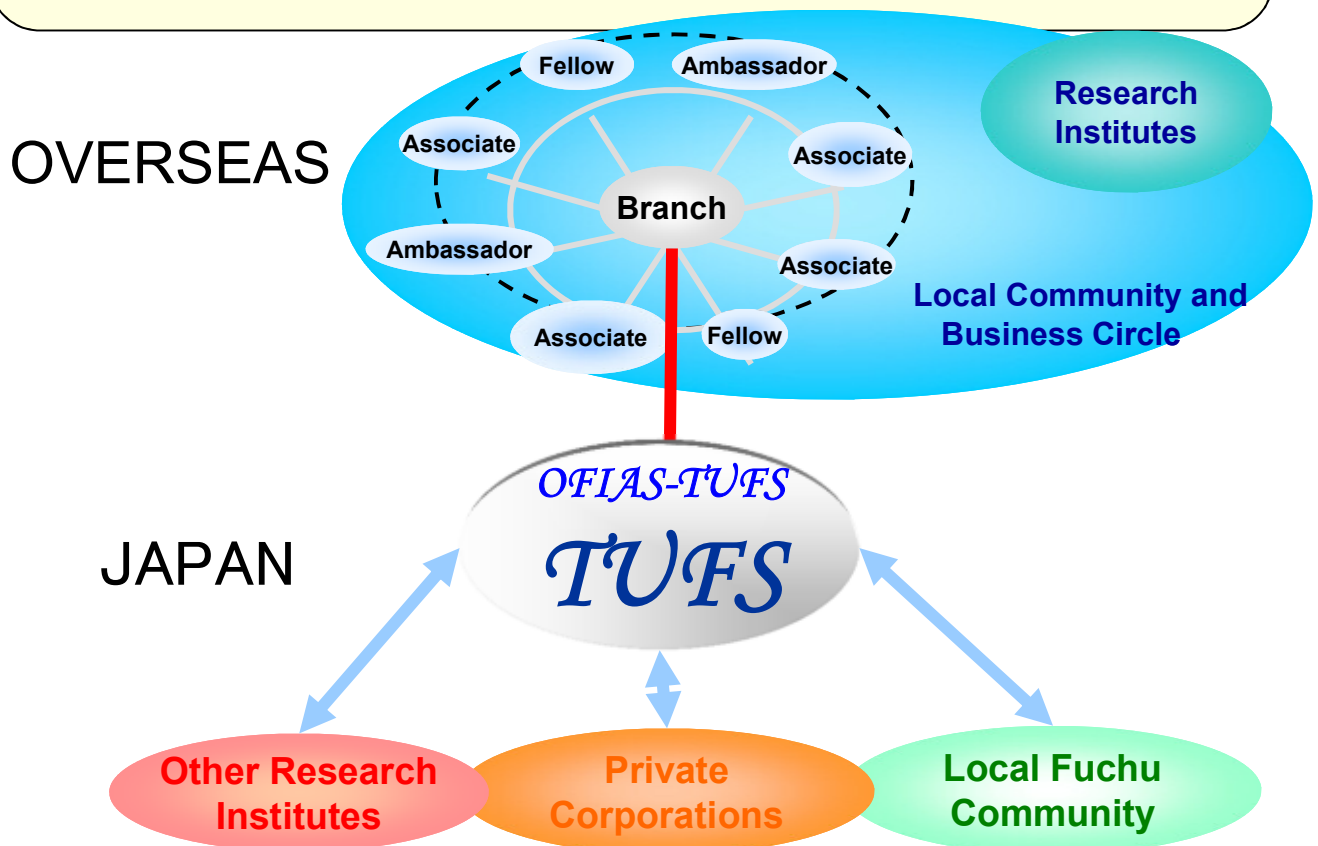 Fellow
Ambassador
Research
Institutes
OVERSEAS
Associate
Associate
Branch
Ambassador
Associate
Local Community and
Business Circle
Associate
Fellow
OFIAS-TUFS
TUFS
JAPAN
Other Research
Institutes
Private
Corporations
Local Fuchu
Community